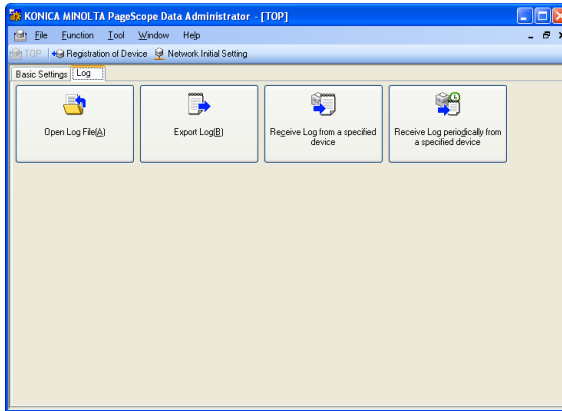 KONICA MINOLTA PageScope Data Administrator - [TOP]
File Function Tool Window Help
TOP Registration of Device Network Initial Setting
Basic Settings Log
Open Log File(A) Export Log(B) Receive Log from a specified Receive Log periodically from
device a specified device